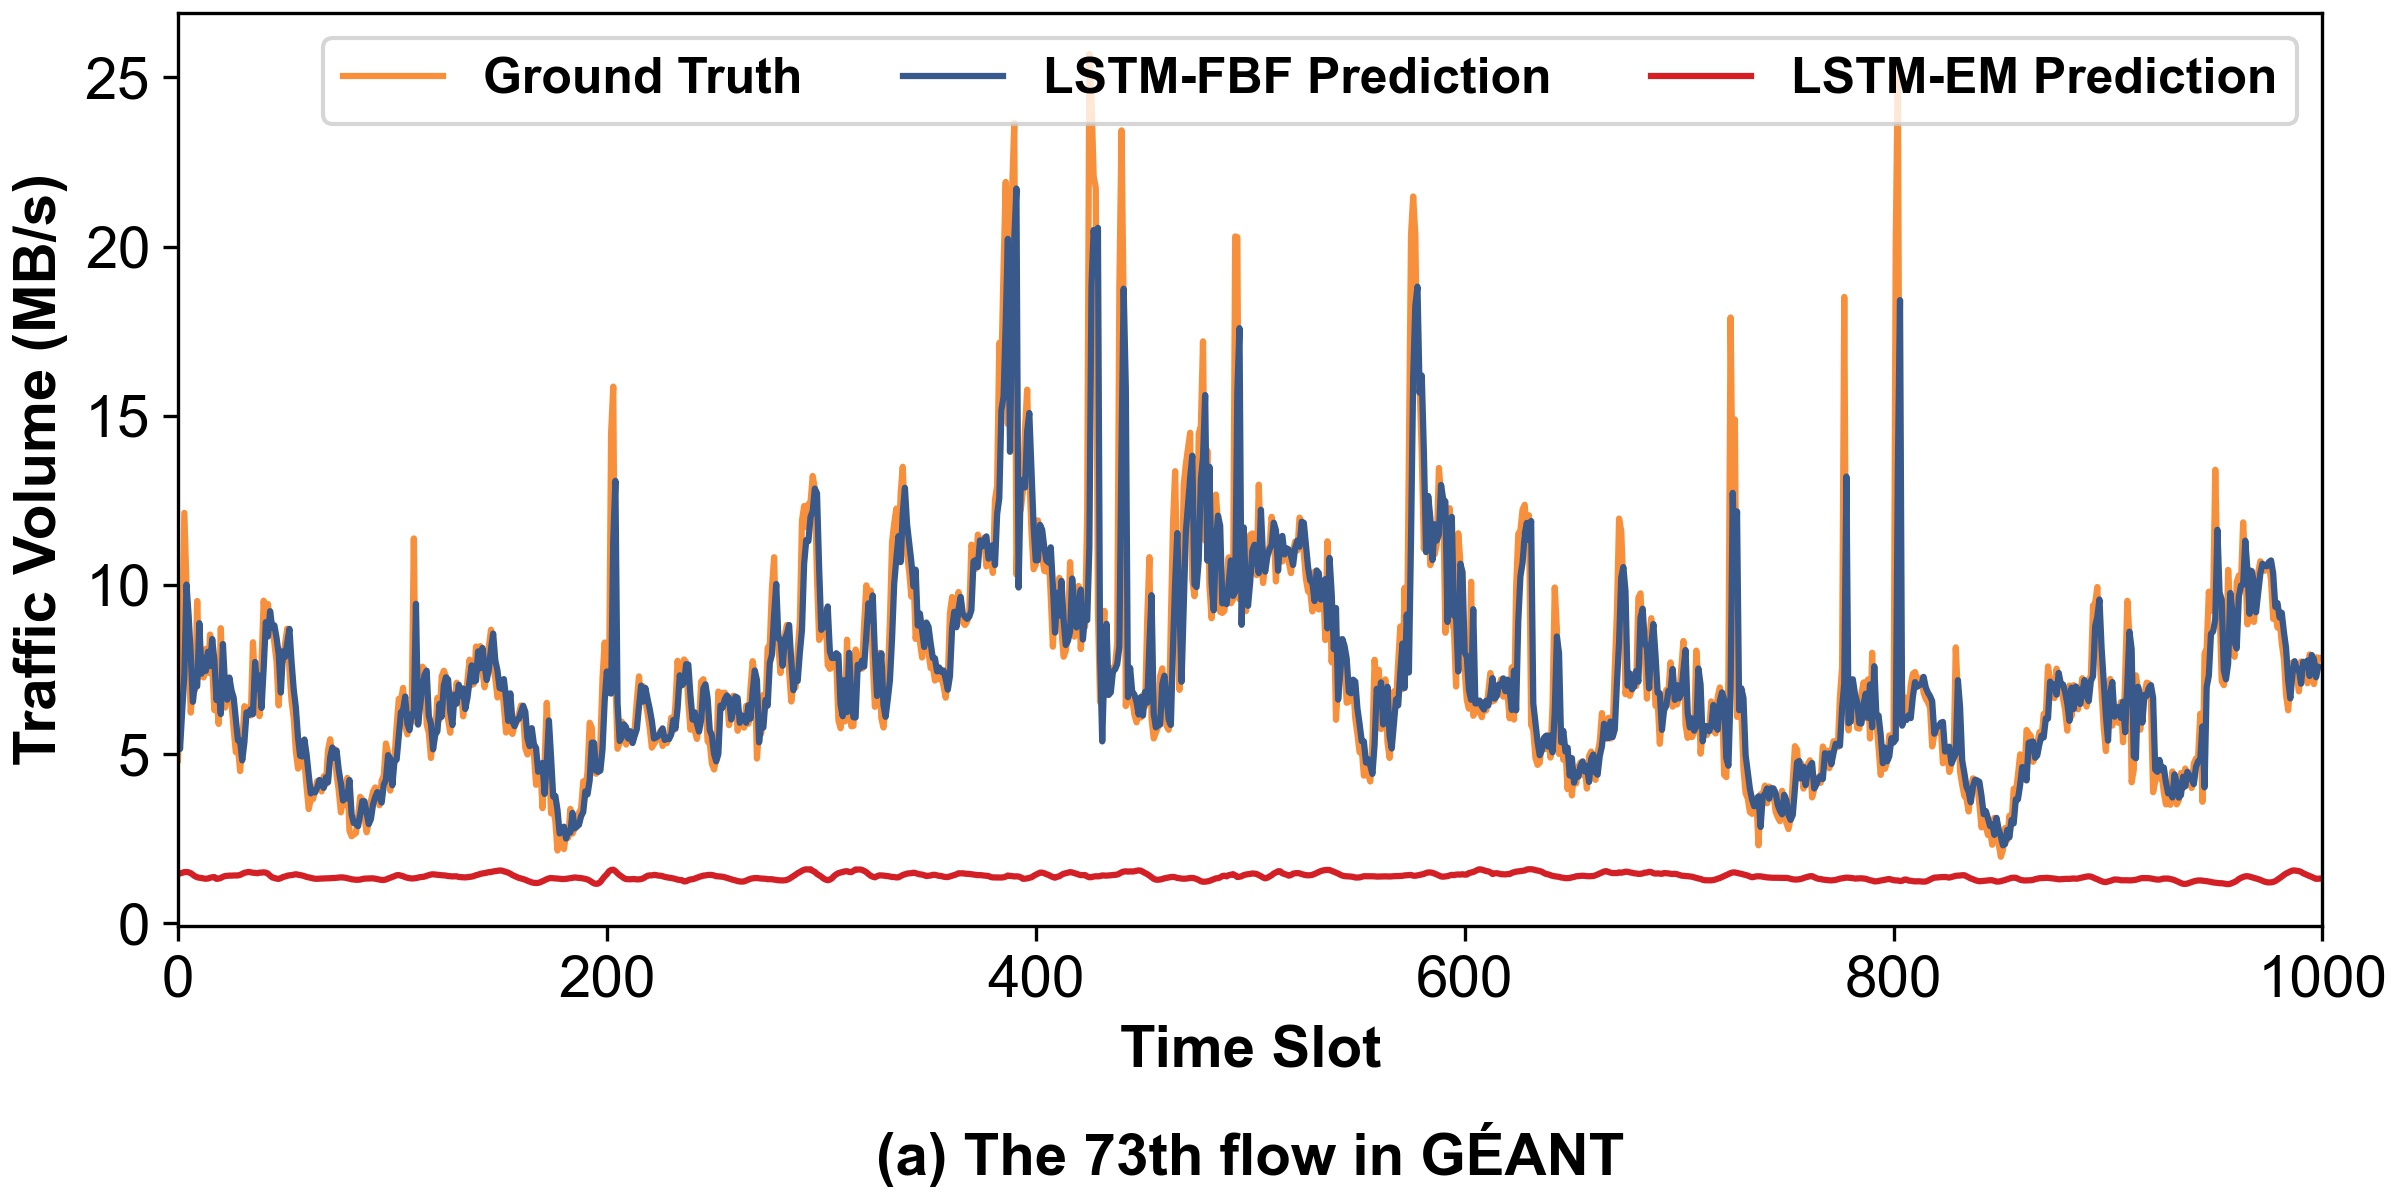 Ground Truth LSTM-FBF Prediction LSTM-EM Prediction
25
20
15
10
5
0
Traffic Volume (MB/s)
0 200 400 600 800 1000
Time Slot
(a) The 73th flow in GÉANT